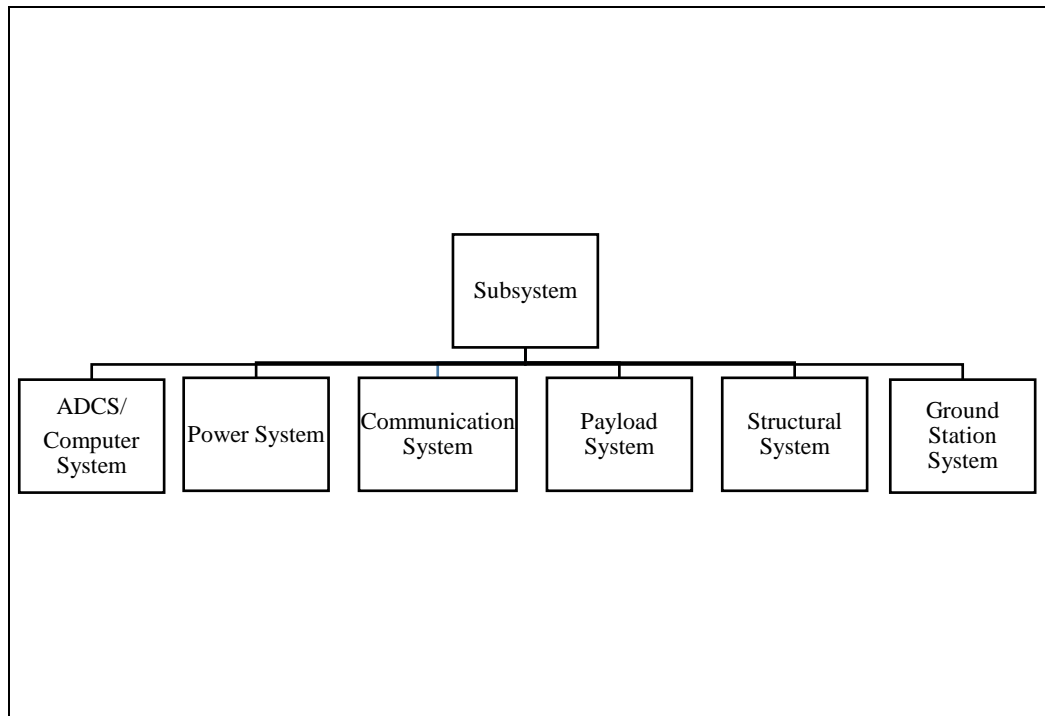 Subsystem
ADCS/
Computer
System
Power System
Communication
System
Payload
System
Structural
System
Ground
Station
System